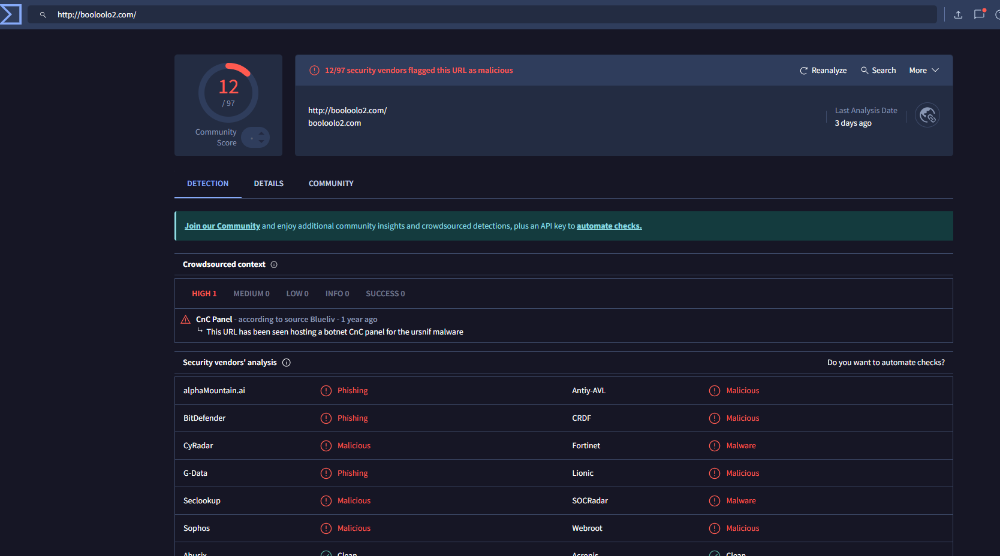 http://booloolo2.com/
12
/ 97
Community
Score
12/97 security vendors flagged this URL as malicious
Reanalyze
Search
More
http://booloolo2.com/
booloolo2.com
Last Analysis Date
3 days ago
DETECTION DETAILS COMMUNITY
Join our Community and enjoy additional community insights and crowdsourced detections, plus an API key to automate checks.
Crowdsourced context
HIGH 1 MEDIUM 0 LOW 0 INFO 0 SUCCESS 0
CnC Panel - according to source Blueliv - 1 year ago
This URL has been seen hosting a botnet CnC panel for the ursnif malware
Security vendors' analysis
Do you want to automate checks?
alphaMountain.ai Phishing Antiy-AVL Malicious
BitDefender Phishing CRDF Malicious
CyRadar Malicious Fortinet Malware
G-Data Phishing Lionic Malicious
Seclookup Malicious SOCRadar Malware
Sophos Malicious Webroot Malicious
Abusix Clean Acronis Clean